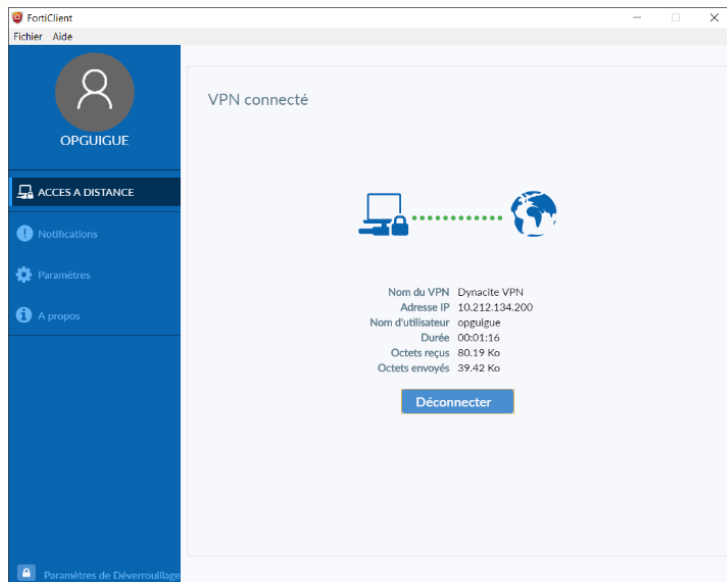 FortiClient
Fichier Aide
OPGUIGUE
ACCES A DISTANCE
Notifications
Paramètres
A propos
Paramètres de Déverrouillage
VPN connecté
Nom du VPN Dynacite VPN
Adresse IP 10.212.134.200
Nom d'utilisateur opguigue
Durée 00:01:16
Octets reçus 80.19 Ko
Octets envoyés 39.42 Ko
Déconnecter